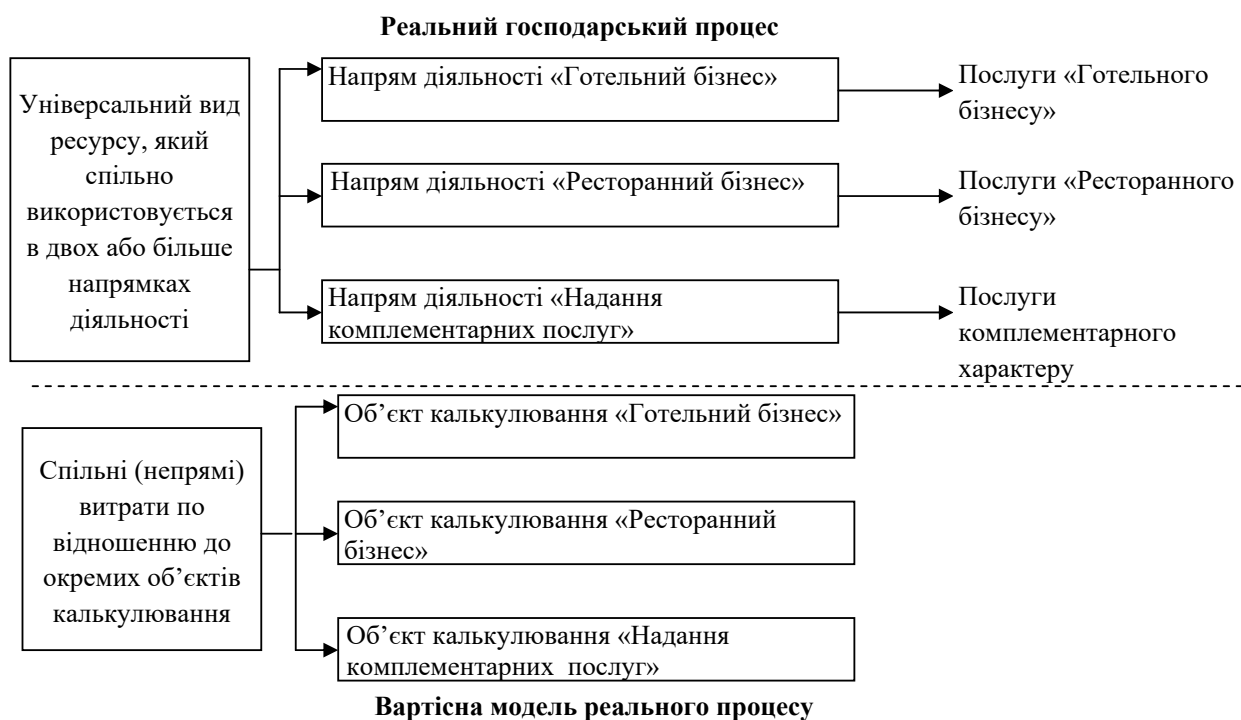 Реальний господарський процес
Універсальний вид
ресурсу, який
спільно
використовується
в двох або більше
напрямках
діяльності
Напрям діяльності «Готельний бізнес»
Послуги «Готельного
бізнесу»
Напрям діяльності «Ресторанний бізнес»
Послуги «Ресторанного
бізнесу»
Напрям діяльності «Надання
комплементарних послуг»
Послуги
комплементарного
характеру
Спільні (непрямі)
витрати по
відношенню до
окремих об’єктів
калькулювання
Об’єкт калькулювання «Готельний бізнес»
Об’єкт калькулювання «Ресторанний
бізнес»
Об’єкт калькулювання «Надання
комплементарних  послуг»
Вартісна модель реального процесу